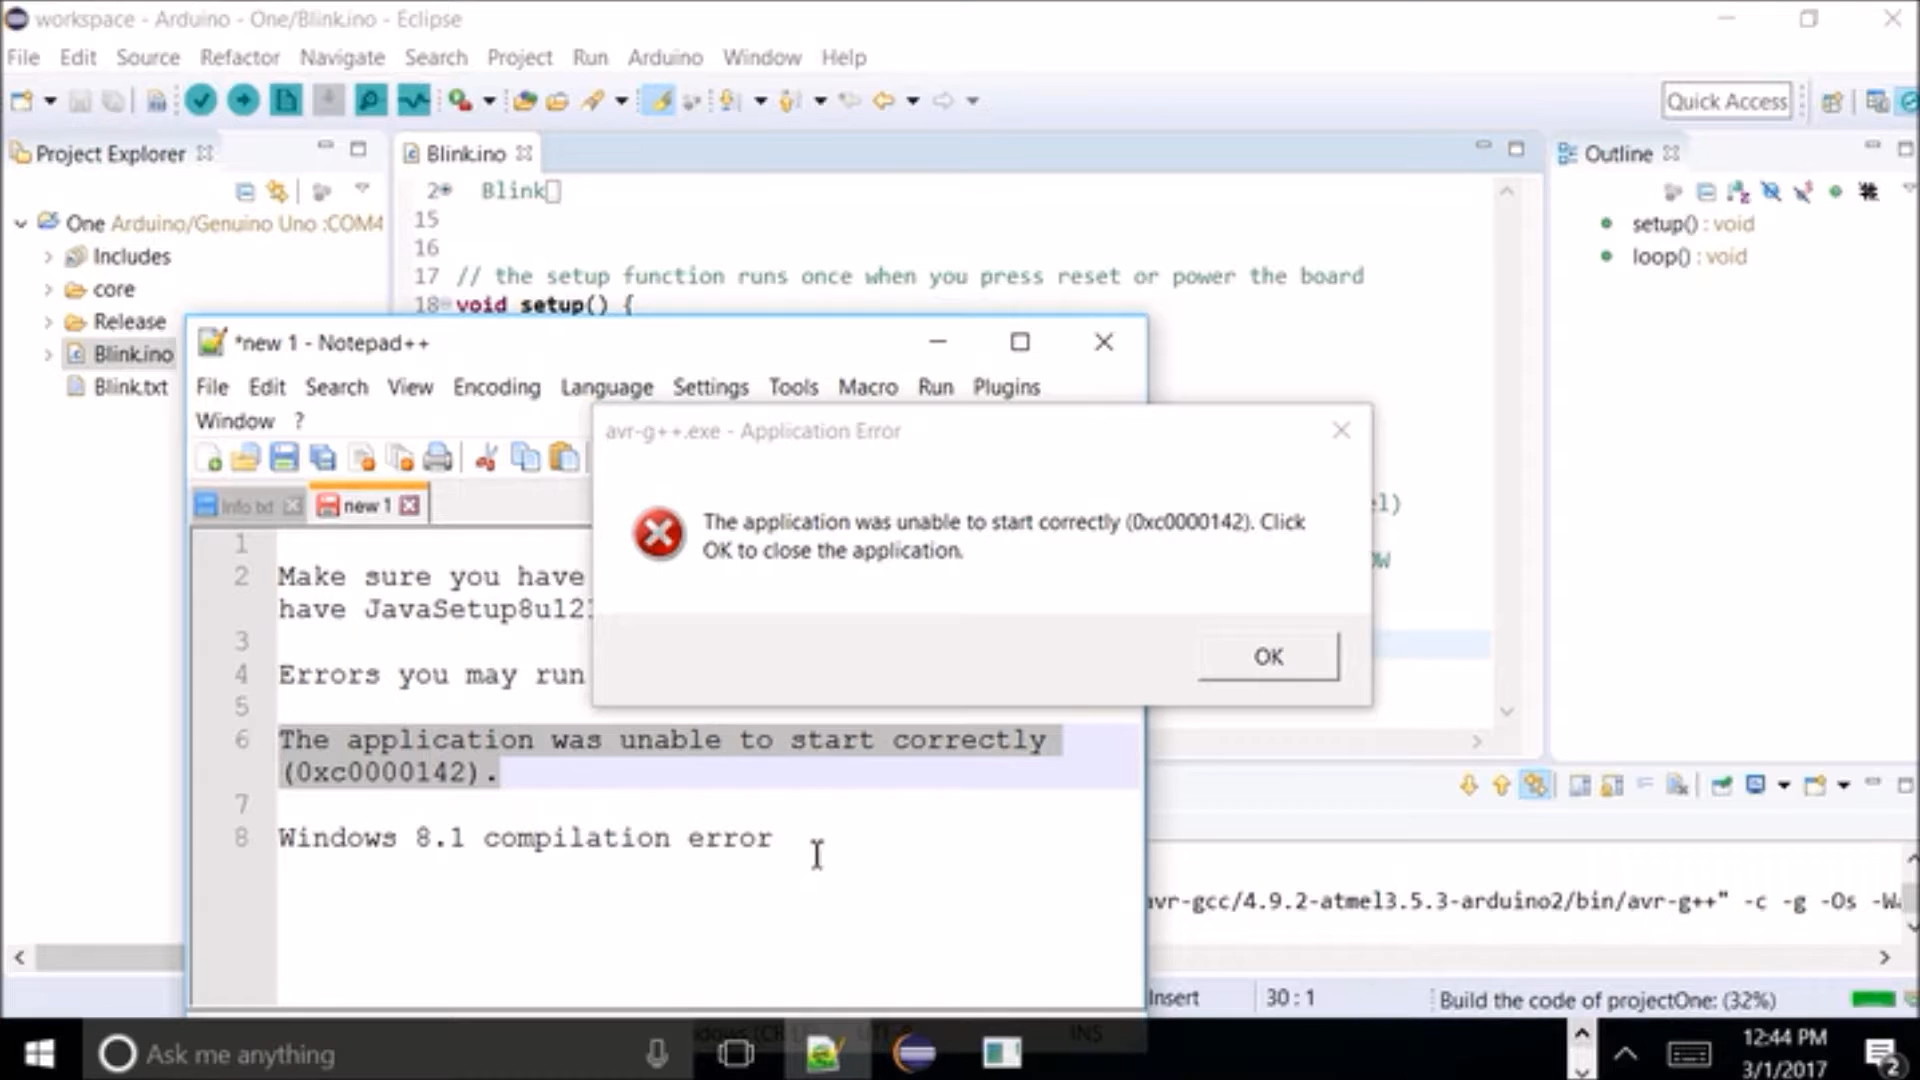 workspace - Arduino - One/Blink.ino - Eclipse
File Edit Source Refactor Navigate Search Project Run Arduino Window Help
Quick Access
Project Explorer
One Arduino/Genuino Uno :COM4
Includes
core
Release
Blink.ino
Blink.txt
Blink.ino
2 Blink
15
16
17 // the setup function runs once when you press reset or power the board
18 void setup() {
Outline
setup() : void
loop() : void
*new 1 - Notepad++
File Edit Search View Encoding Language Settings Tools Macro Run Plugins
Window ?
Info.txt new 1
1
2 Make sure you have
have JavaSetup8u121
3
4 Errors you may run
5
6 The application was unable to start correctly
(0xc0000142).
7
8 Windows 8.1 compilation error
avr-g++.exe - Application Error
The application was unable to start correctly (0xc0000142). Click
OK to close the application.
OK
avr-gcc/4.9.2-atmel3.5.3-arduino2/bin/avr-g++" -c -g -Os
Insert 30 : 1 Build the code of projectOne: (32%)
INS
Ask me anything
12:44 PM
3/1/2017
2